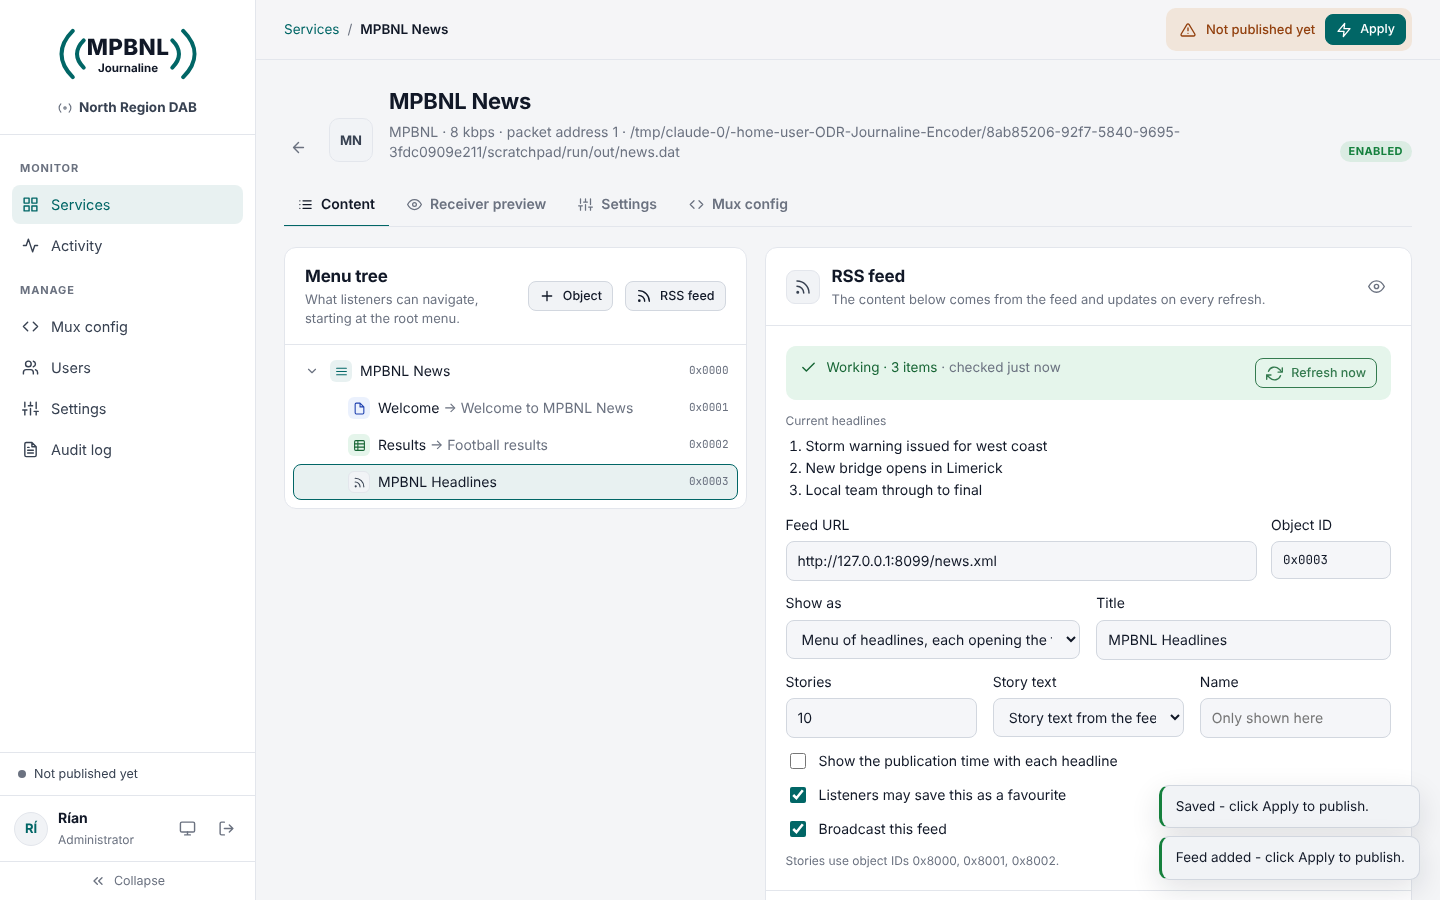 MPBNL
Journaline
North Region DAB
MONITOR
Services
Activity
MANAGE
Mux config
Users
Settings
Audit log
Not published yet
RÍ
Rían
Administrator
Collapse
Services / MPBNL News
Not published yet
Apply
MN
MPBNL News
MPBNL · 8 kbps · packet address 1 · /tmp/claude-0/-home-user-ODR-Journaline-Encoder/8ab85206-92f7-5840-9695-
3fdc0909e211/scratchpad/run/out/news.dat
ENABLED
Content
Receiver preview
Settings
Mux config
Menu tree
What listeners can navigate,
starting at the root menu.
Object
RSS feed
MPBNL News 0x0000
Welcome → Welcome to MPBNL News 0x0001
Results → Football results 0x0002
MPBNL Headlines 0x0003
RSS feed
The content below comes from the feed and updates on every refresh.
Working · 3 items · checked just now
Refresh now
Current headlines
1. Storm warning issued for west coast
2. New bridge opens in Limerick
3. Local team through to final
Feed URL
Object ID
http://127.0.0.1:8099/news.xml
0x0003
Show as
Title
Menu of headlines, each opening the
MPBNL Headlines
Stories
Story text
Name
10
Story text from the fee
Only shown here
Show the publication time with each headline
Listeners may save this as a favourite
Broadcast this feed
Stories use object IDs 0x8000, 0x8001, 0x8002.
Saved - click Apply to publish.
Feed added - click Apply to publish.